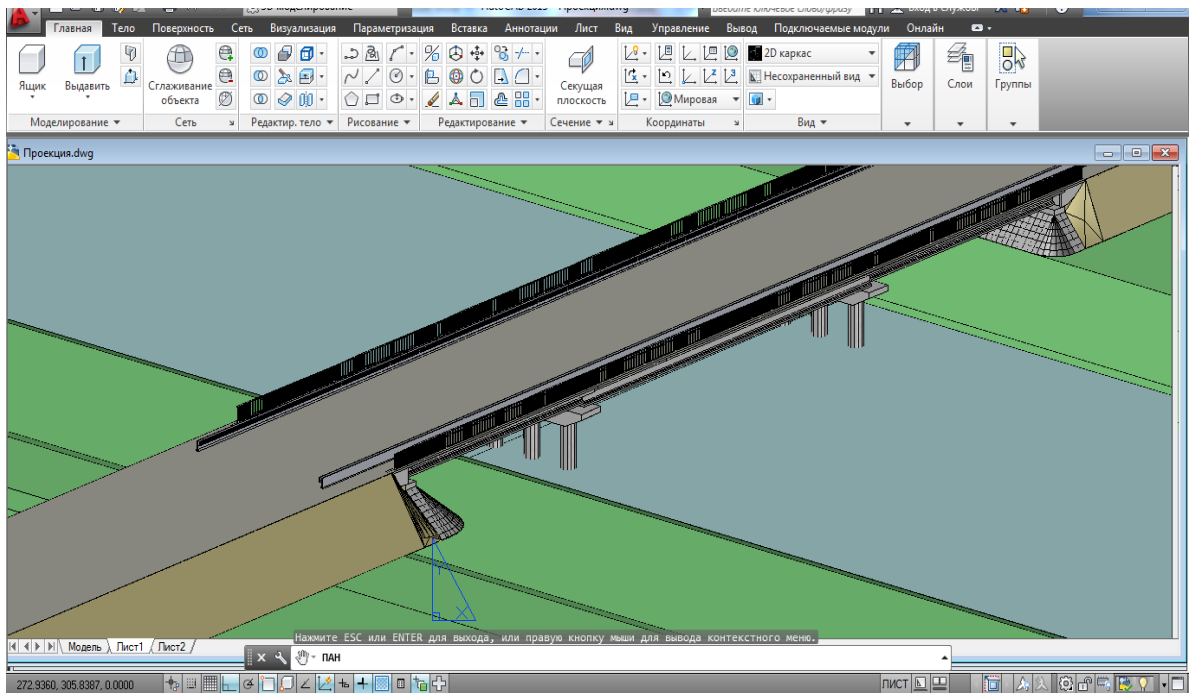 Главная Тело Поверхность Сеть Визуализация Параметризация Вставка Аннотации Лист Вид Управление Вывод Подключаемые модули Онлайн
Ящик Выдавить Сглаживание объекта Секущая плоскость 2D каркас Несохраненный вид Мировая Выбор Слои Группы
Моделирование Сеть Редактир. тело Рисование Редактирование Сечение Координаты Вид
Проекция.dwg
Нажмите ESC или ENTER для выхода, или правую кнопку мыши для вывода контекстного меню.
Модель Лист1 Лист2
ПАН
272.9360, 305.8387, 0.0000 ЛИСТ